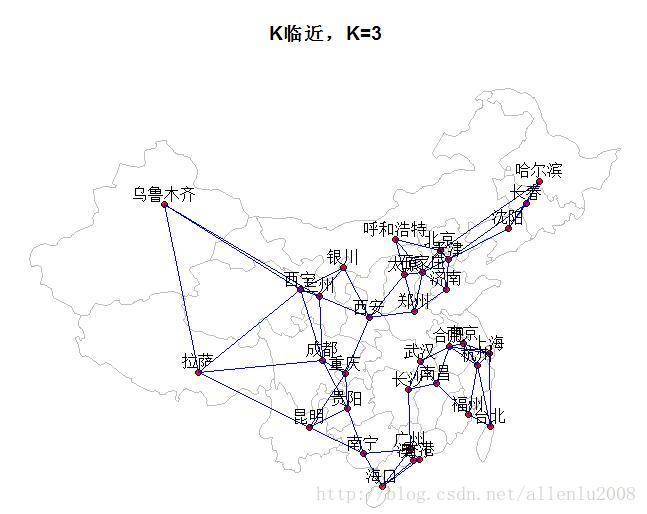 K临近，K=3
哈尔滨
乌鲁木齐
长春
沈阳
呼和浩特
北京
天津
银川
太原
石家庄
济南
西宁
兰州
西安
郑州
合肥
南京
上海
成都
武汉
杭州
拉萨
重庆
南昌
长沙
贵阳
福州
昆明
台北
南宁
广州
香港
海口
http://blog.csdn.net/allenlu2008